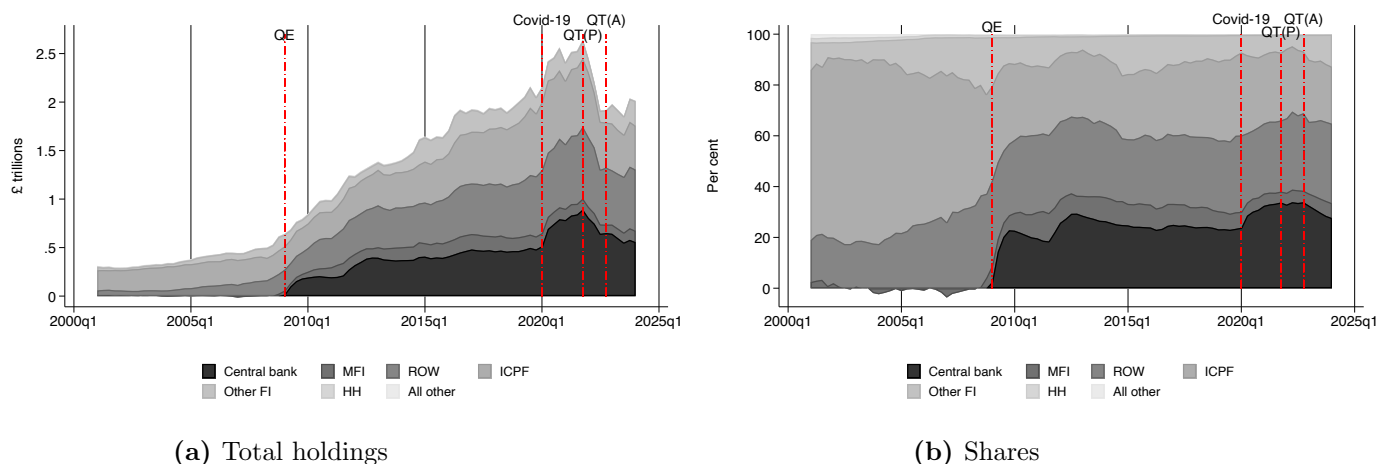 Covid-19 QT(A)
QE QT(P)
2.5
2
1.5
1
.5
0
£ trillions
2000q1 2005q1 2010q1 2015q1 2020q1 2025q1
Central bank MFI ROW ICPF
Other FI HH All other
(a) Total holdings
Covid-19 QT(A)
QE QT(P)
100
80
60
40
20
0
Per cent
2000q1 2005q1 2010q1 2015q1 2020q1 2025q1
Central bank MFI ROW ICPF
Other FI HH All other
(b) Shares